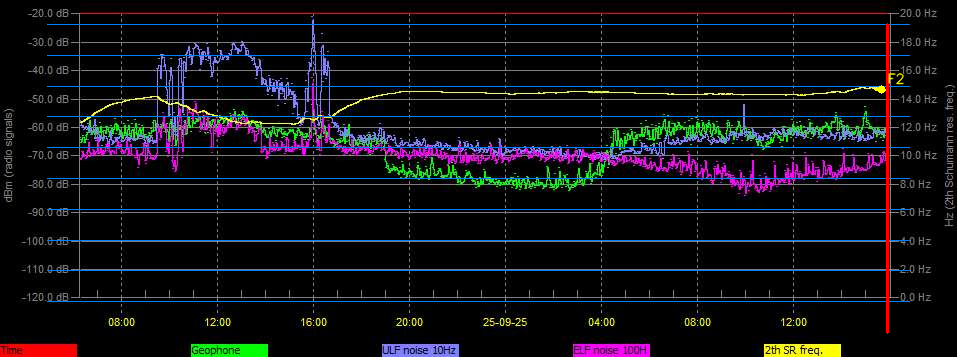 -20.0 dB 20.0 Hz
-30.0 dB 18.0 Hz
-40.0 dB 16.0 Hz
F2
-50.0 dB 14.0 Hz
-60.0 dB 12.0 Hz
-70.0 dB 10.0 Hz
-80.0 dB 8.0 Hz
-90.0 dB 6.0 Hz
-100.0 dB 4.0 Hz
-110.0 dB 2.0 Hz
-120.0 dB 0.0 Hz
dBm (radio signals)
Hz (2th Schumann res. freq.)
08:00 12:00 16:00 20:00 25-09-25 04:00 08:00 12:00
Time Geophone ULF noise 10Hz ELF noise 100H 2th SR freq.